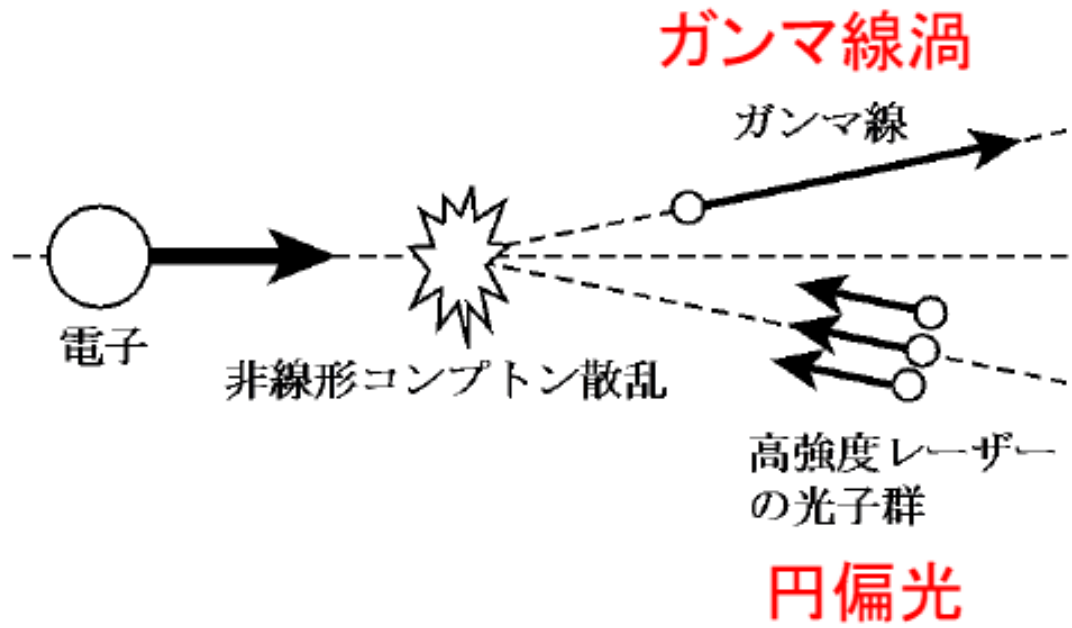 ガンマ線渦
ガンマ線
電子
非線形コンプトン散乱
高強度レーザー
の光子群
円偏光